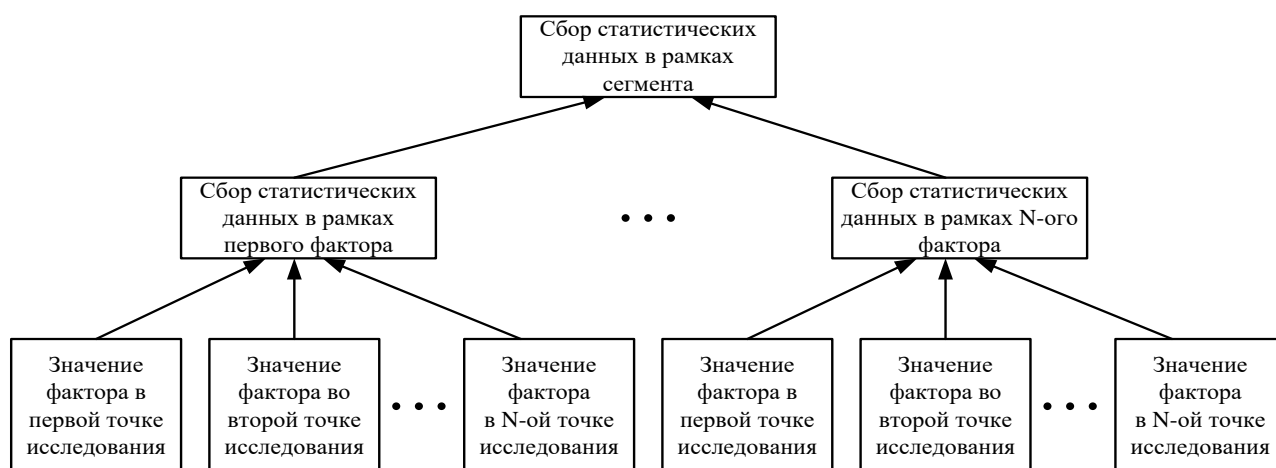 Сбор статистических
данных в рамках
сегмента
Сбор статистических
данных в рамках
первого фактора
• • •
Сбор статистических
данных в рамках N-ого
фактора
Значение
фактора в
первой точке
исследования
Значение
фактора во
второй точке
исследования
• • •
Значение
фактора
в N-ой точке
исследования
Значение
фактора в
первой точке
исследования
Значение
фактора во
второй точке
исследования
• • •
Значение
фактора
в N-ой точке
исследования